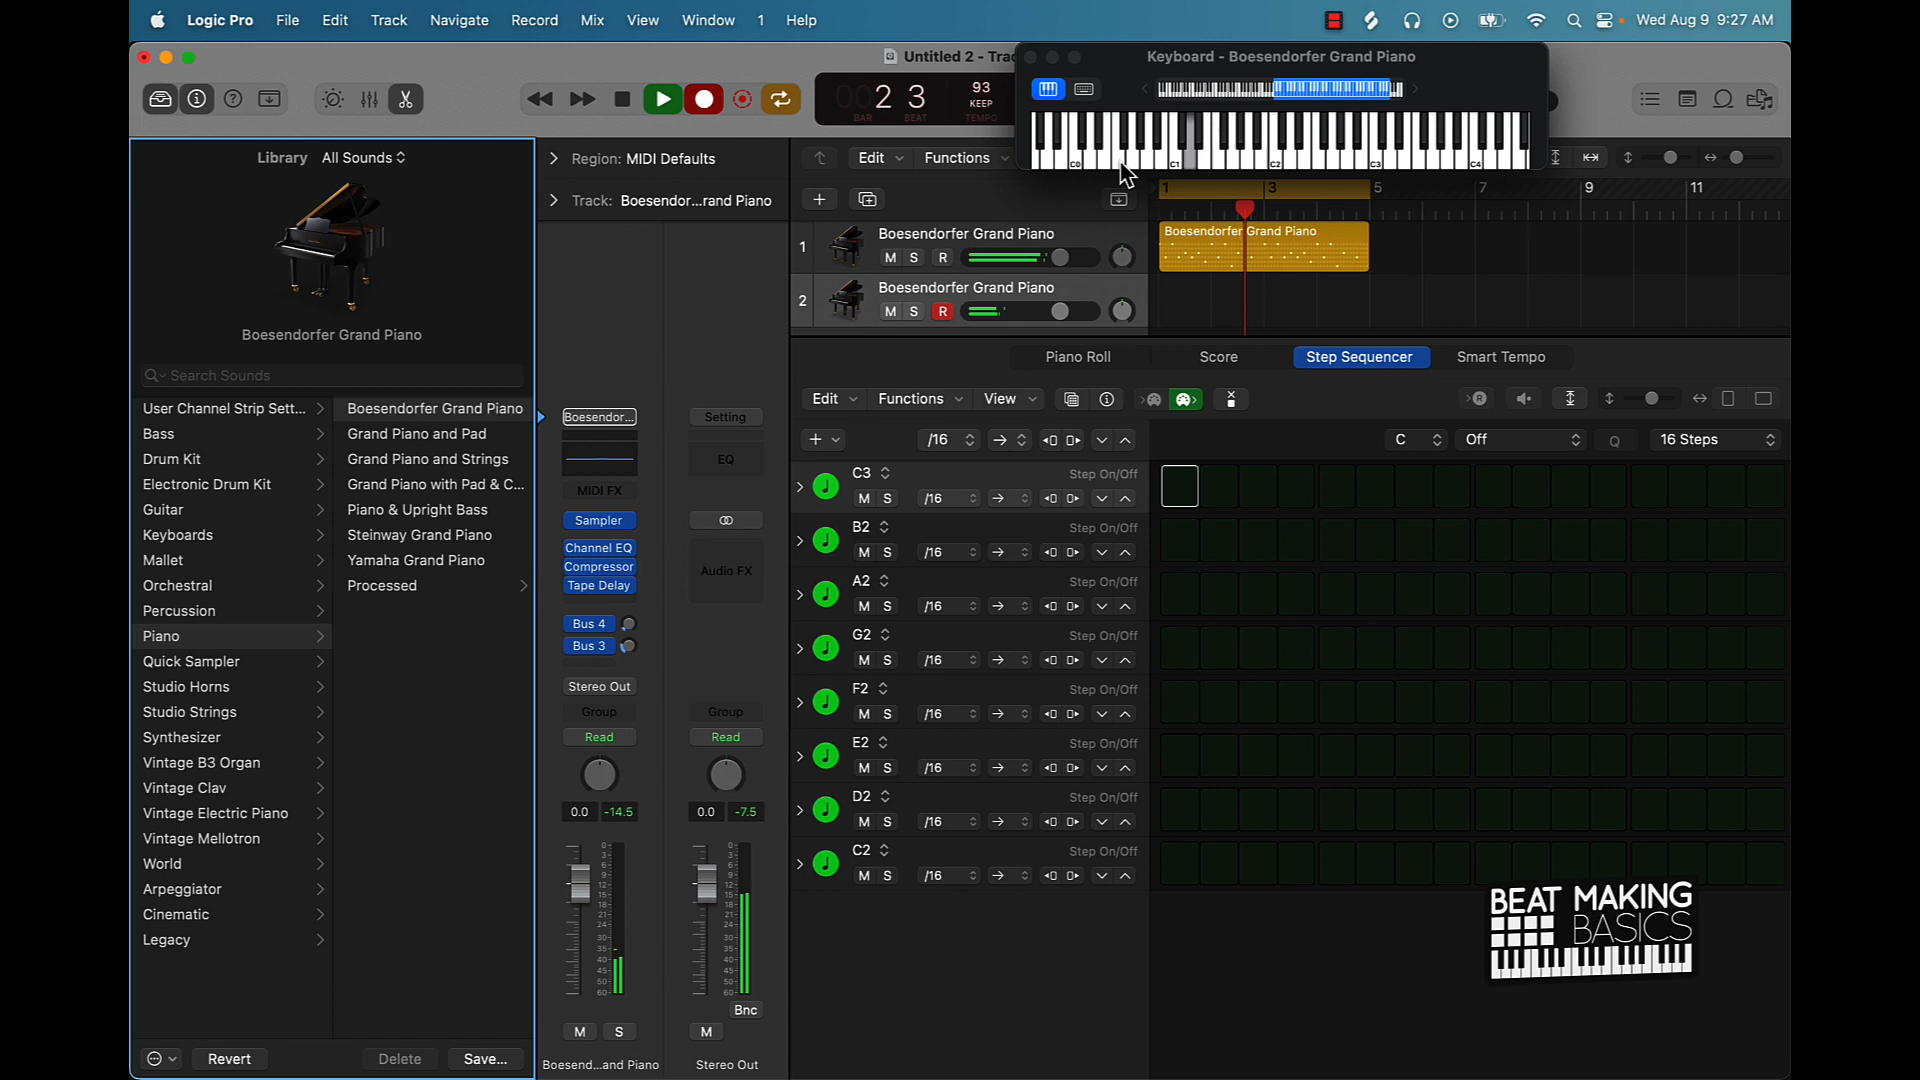 Logic Pro File Edit Track Navigate Record Mix View Window 1 Help Wed Aug 9 9:27 AM
Untitled 2 - Trac
Keyboard - Boesendorfer Grand Piano
2 3
BAR BEAT
93
KEEP
TEMPO
C0 C1 C2 C3 C4
Library All Sounds
Boesendorfer Grand Piano
Search Sounds
User Channel Strip Sett...
Bass
Drum Kit
Electronic Drum Kit
Guitar
Keyboards
Mallet
Orchestral
Percussion
Piano
Quick Sampler
Studio Horns
Studio Strings
Synthesizer
Vintage B3 Organ
Vintage Clav
Vintage Electric Piano
Vintage Mellotron
World
Arpeggiator
Cinematic
Legacy
Boesendorfer Grand Piano
Grand Piano and Pad
Grand Piano and Strings
Grand Piano with Pad & C...
Piano & Upright Bass
Steinway Grand Piano
Yamaha Grand Piano
Processed
Revert Delete Save...
Region: MIDI Defaults
Track: Boesendor...rand Piano
Boesendor...
MIDI FX
Sampler
Channel EQ
Compressor
Tape Delay
Bus 4
Bus 3
Stereo Out
Group
Read
0.0 -14.5
M S
Boesend...and Piano
Setting
EQ
Audio FX
Group
Read
0.0 -7.5
Bnc
M
Stereo Out
Edit Functions
1 3 5 7 9 11
1 Boesendorfer Grand Piano
M S R
2 Boesendorfer Grand Piano
M S R
Boesendorfer Grand Piano
Piano Roll Score Step Sequencer Smart Tempo
Edit Functions View
/16 C Off Q 16 Steps
C3 Step On/Off
M S /16
B2 Step On/Off
M S /16
A2 Step On/Off
M S /16
G2 Step On/Off
M S /16
F2 Step On/Off
M S /16
E2 Step On/Off
M S /16
D2 Step On/Off
M S /16
C2 Step On/Off
M S /16
BEAT MAKING
BASICS